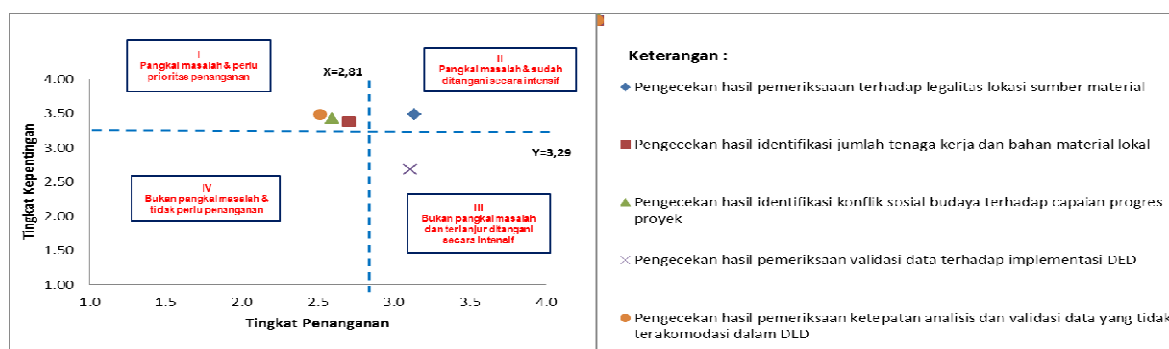 I
Pangkal masalah & perlu
prioritas penanganan
II
Pangkal masalah & sudah
ditangani secara intensif
X=2,81
Y=3,29
IV
Bukan pangkal masalah &
tidak perlu penanganan
III
Bukan pangkal masalah
dan terlanjur ditangani
secara intensif
Tingkat Kepentingan
4.00
3.50
3.00
2.50
2.00
1.50
1.00
1.0
1.5
2.0
2.5
3.0
3.5
4.0
Tingkat Penanganan
Keterangan :
Pengecekan hasil pemeriksaaan terhadap legalitas lokasi sumber material
Pengecekan hasil identifikasi jumlah tenaga kerja dan bahan material lokal
Pengecekan hasil identifikasi konflik sosial budaya terhadap capaian progres
proyek
Pengecekan hasil pemeriksaan validasi data terhadap implementasi DED
Pengecekan hasil pemeriksaan ketepatan analisis dan validasi data yang tidak
terakomodasi dalam DED